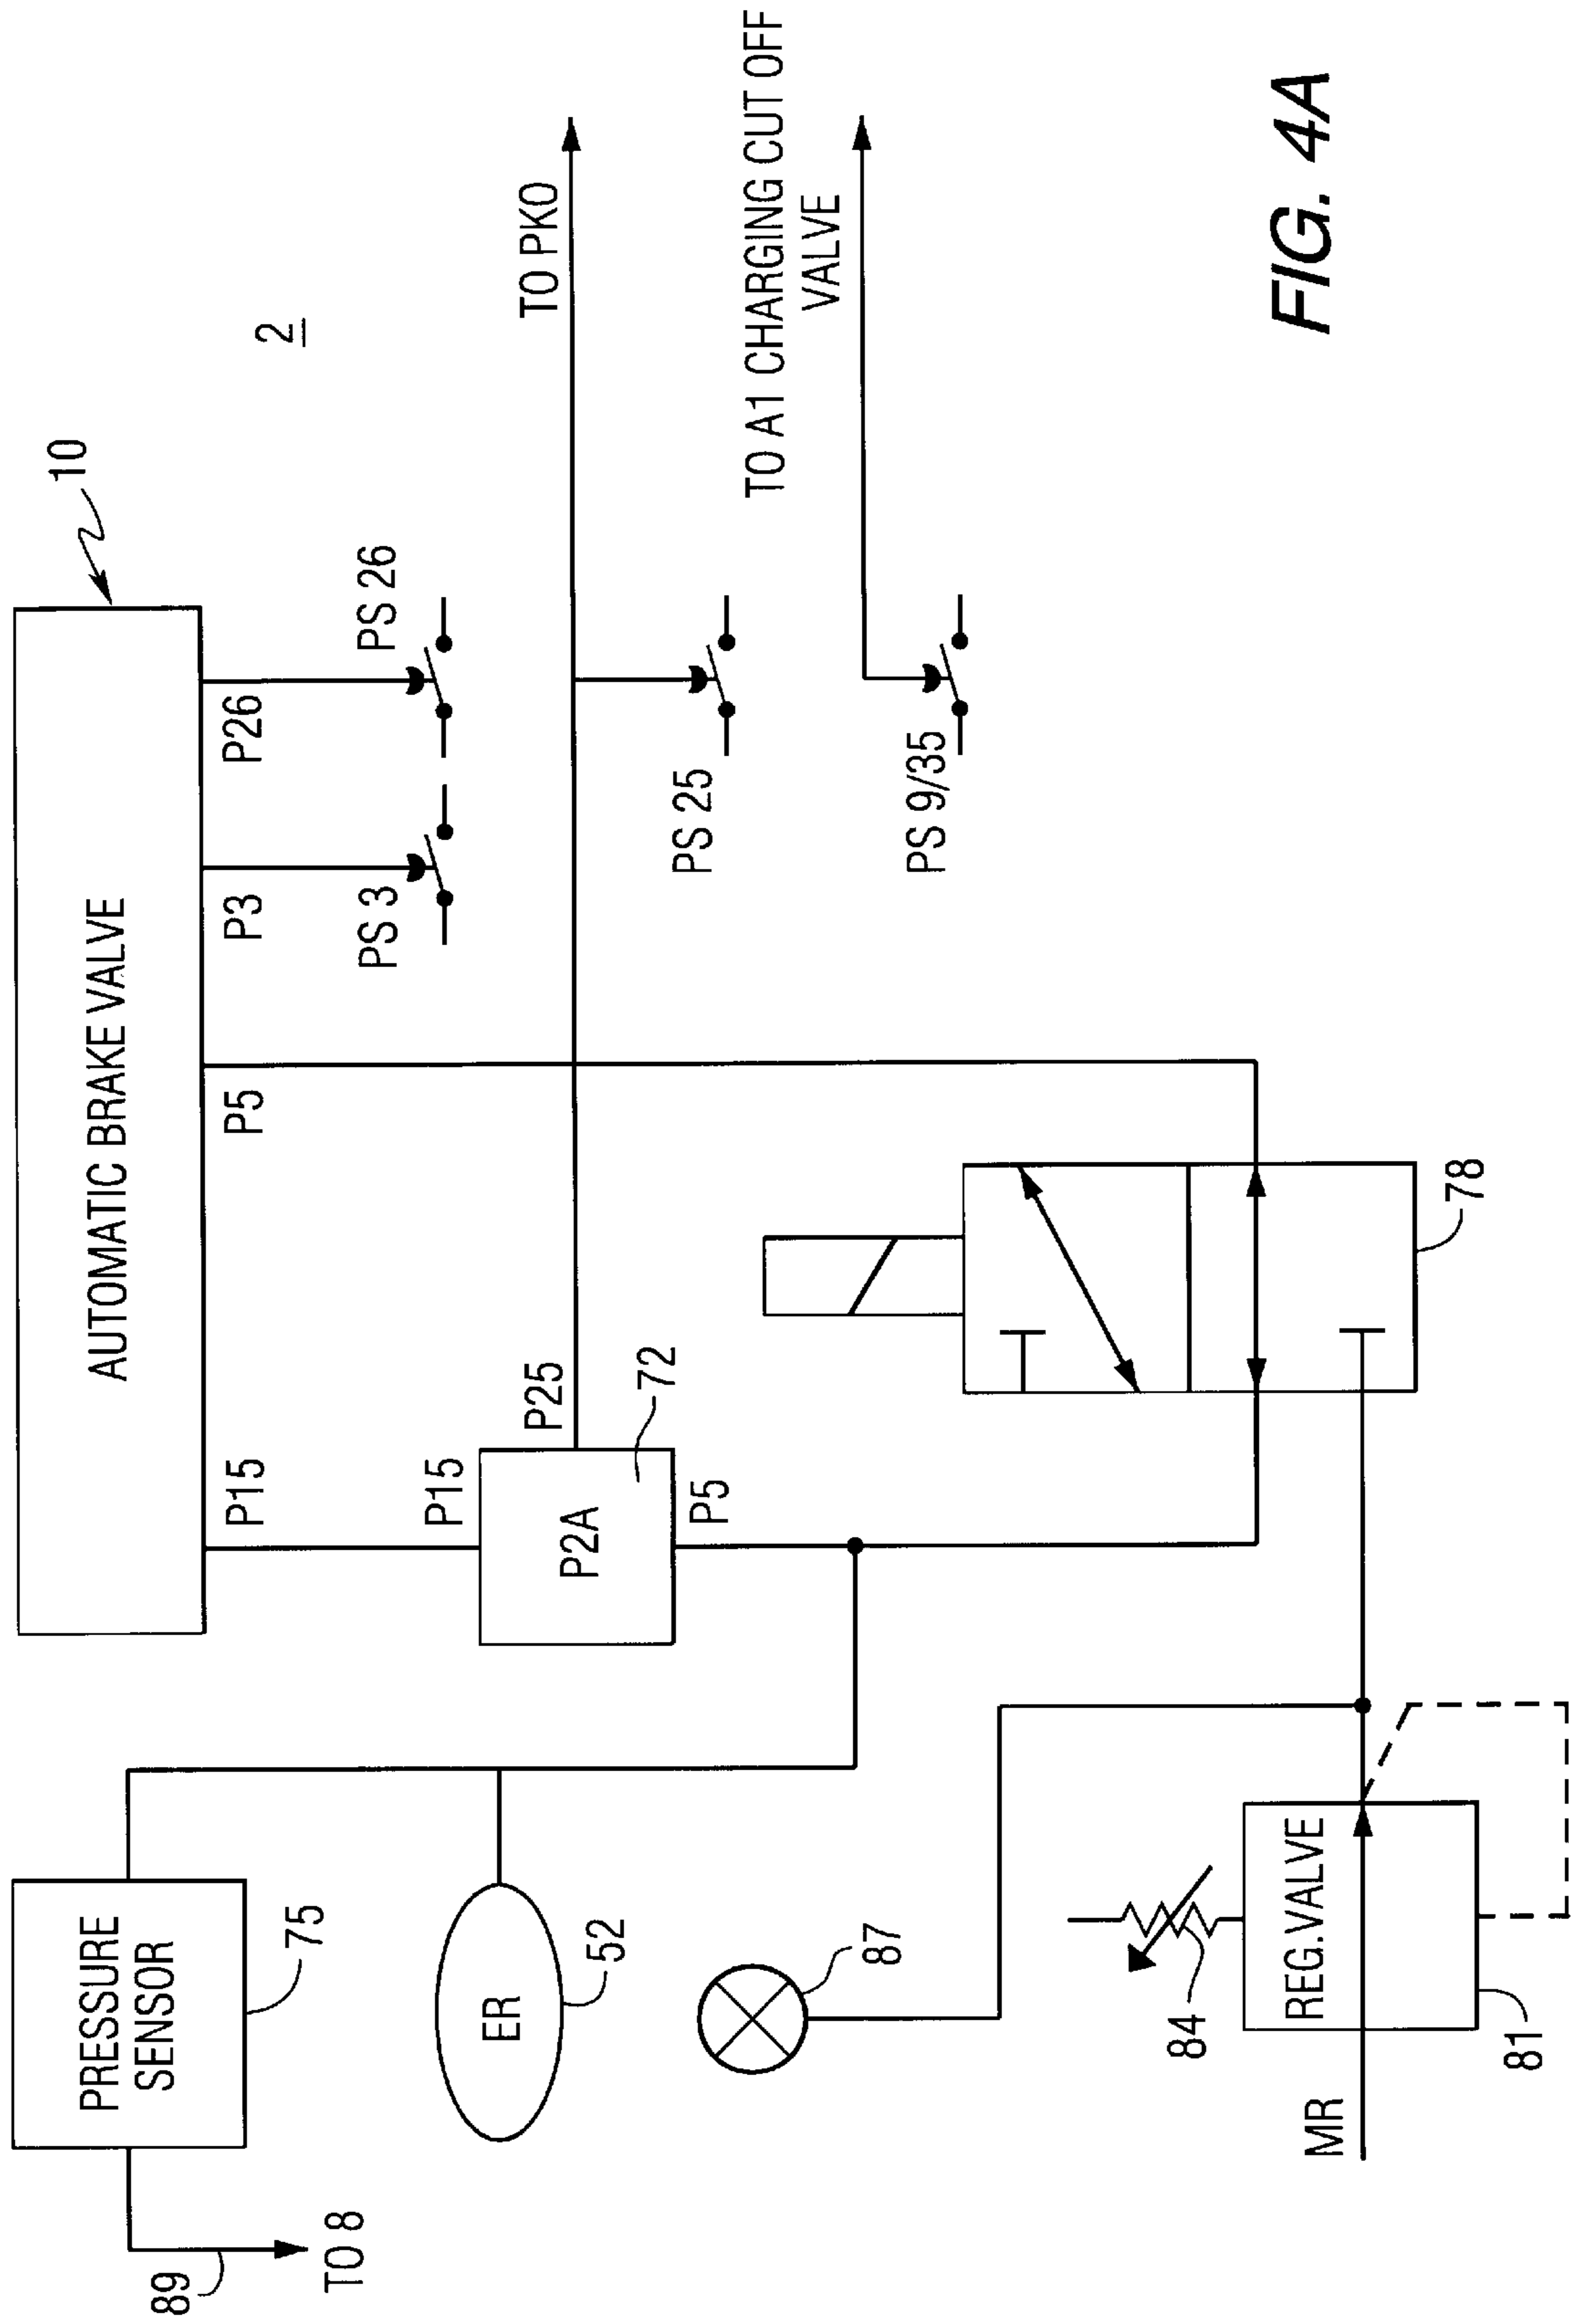 10
AUTOMATIC BRAKE VALVE
2
P15
P5
P3
P26
PS 3
PS 26
PRESSURE
SENSOR
75
89
TO 8
P15
P25
P2A
72
P5
TO PKO
ER
52
PS 25
TO A1 CHARGING CUT OFF
VALVE
PS 9/35
87
78
84
REG.VALVE
MR
81
FIG. 4A